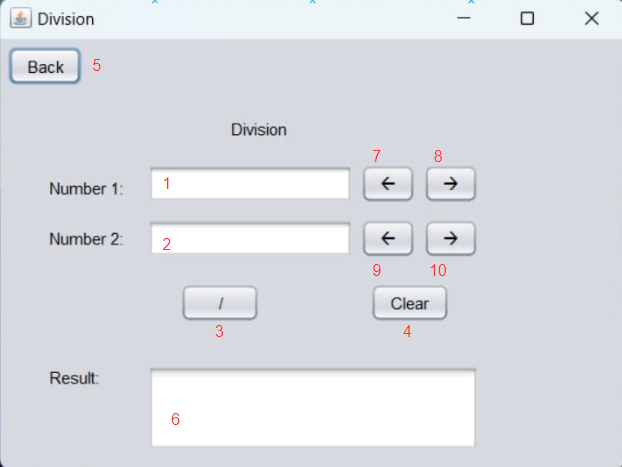 Division
Back 5
Division
7 8
Number 1: 1 ← →
Number 2: 2 ← →
9 10
/ Clear
3 4
Result:
6